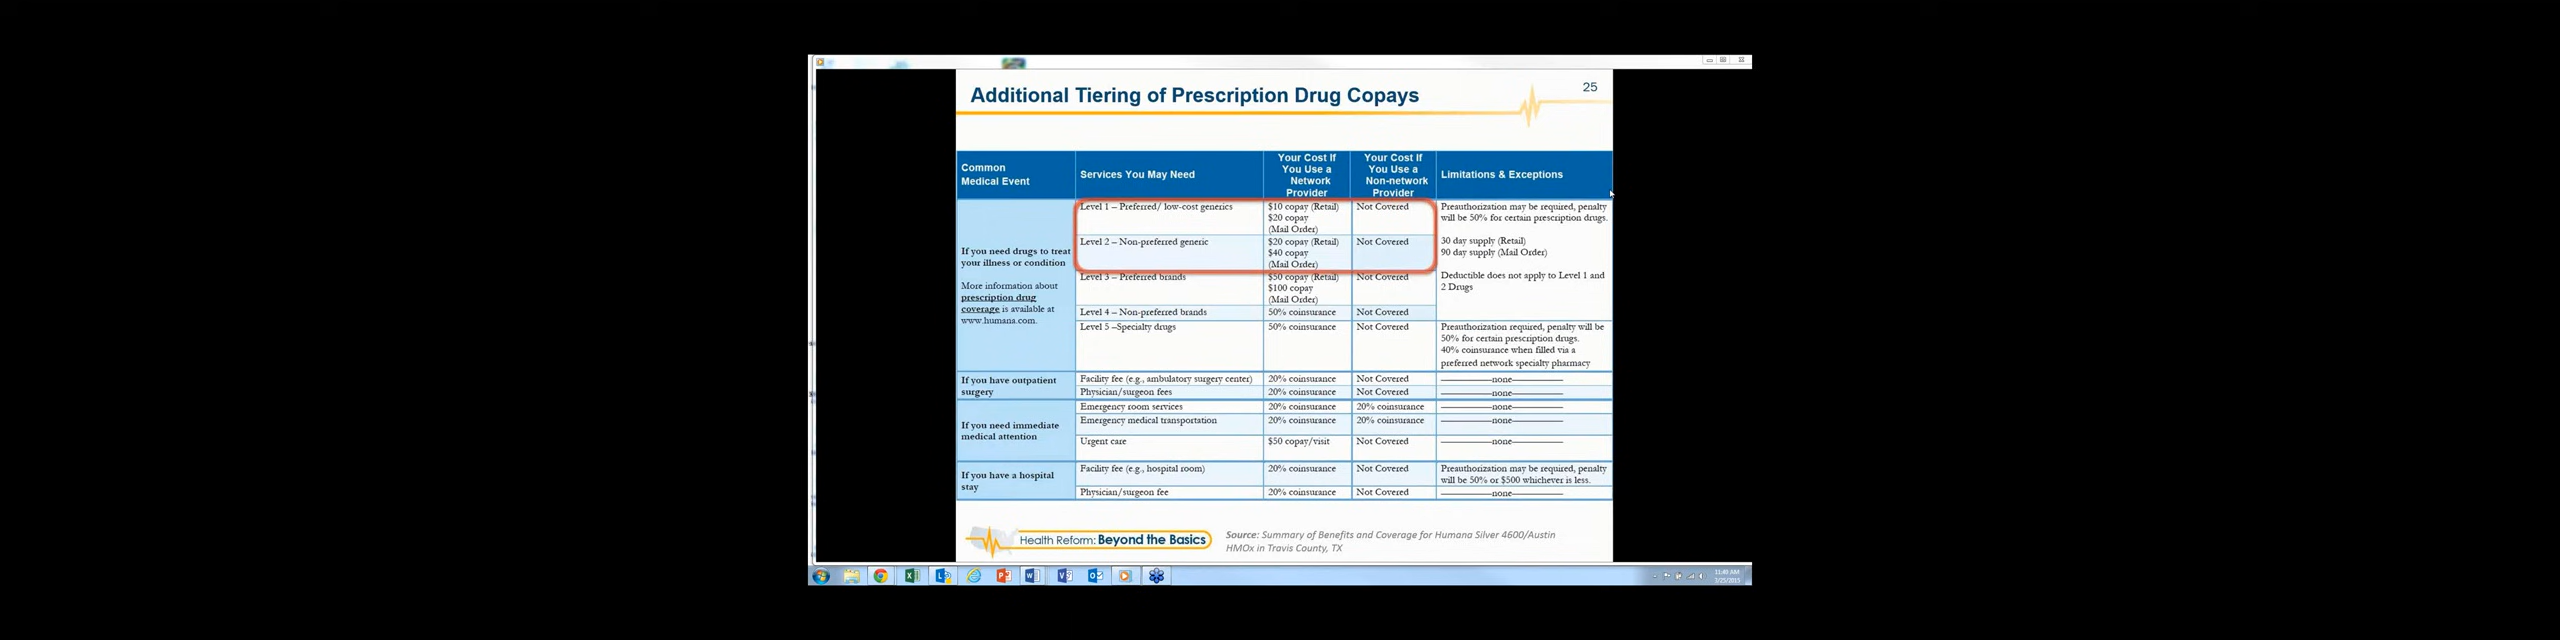 Additional Tiering of Prescription Drug Copays
25
Common
Medical Event
Services You May Need
Your Cost If
You Use a
Network
Provider
Your Cost If
You Use a
Non-network
Provider
Limitations & Exceptions
If you need drugs to treat
your illness or condition
More information about
prescription drug
coverage is available at
www.humana.com.
Level 1 – Preferred/ low-cost generics
$10 copay (Retail)
$20 copay
(Mail Order)
Not Covered
Preauthorization may be required, penalty
will be 50% for certain prescription drugs.
30 day supply (Retail)
90 day supply (Mail Order)
Deductible does not apply to Level 1 and
2 Drugs
Level 2 – Non-preferred generic
$20 copay (Retail)
$40 copay
(Mail Order)
Not Covered
Level 3 – Preferred brands
$50 copay (Retail)
$100 copay
(Mail Order)
Not Covered
Level 4 – Non-preferred brands
50% coinsurance
Not Covered
Level 5 –Specialty drugs
50% coinsurance
Not Covered
Preauthorization required, penalty will be
50% for certain prescription drugs.
40% coinsurance when filled via a
preferred network specialty pharmacy
If you have outpatient
surgery
Facility fee (e.g., ambulatory surgery center)
20% coinsurance
Not Covered
—————none—————
Physician/surgeon fees
20% coinsurance
Not Covered
—————none—————
If you need immediate
medical attention
Emergency room services
20% coinsurance
20% coinsurance
—————none—————
Emergency medical transportation
20% coinsurance
20% coinsurance
—————none—————
Urgent care
$50 copay/visit
Not Covered
—————none—————
If you have a hospital
stay
Facility fee (e.g., hospital room)
20% coinsurance
Not Covered
Preauthorization may be required, penalty
will be 50% or $500 whichever is less.
Physician/surgeon fee
20% coinsurance
Not Covered
—————none—————
Health Reform: Beyond the Basics
Source: Summary of Benefits and Coverage for Humana Silver 4600/Austin
HMOx in Travis County, TX
11:49 AM
3/25/2015